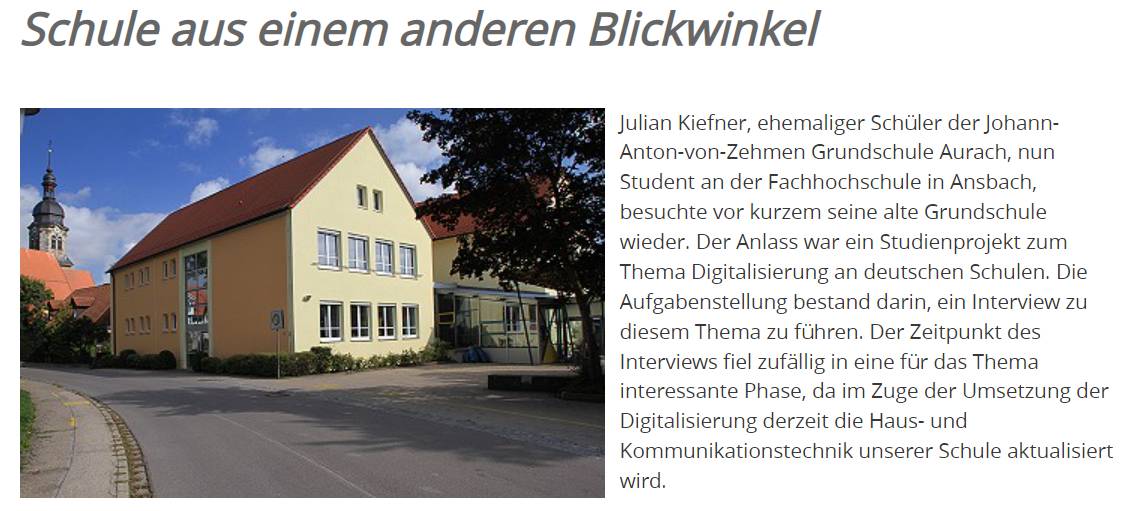 Schule aus einem anderen Blickwinkel
Julian Kiefner, ehemaliger Schüler der Johann-
Anton-von-Zehmen Grundschule Aurach, nun
Student an der Fachhochschule in Ansbach,
besuchte vor kurzem seine alte Grundschule
wieder. Der Anlass war ein Studienprojekt zum
Thema Digitalisierung an deutschen Schulen. Die
Aufgabenstellung bestand darin, ein Interview zu
diesem Thema zu führen. Der Zeitpunkt des
Interviews fiel zufällig in eine für das Thema
interessante Phase, da im Zuge der Umsetzung der
Digitalisierung derzeit die Haus- und
Kommunikationstechnik unserer Schule aktualisiert
wird.